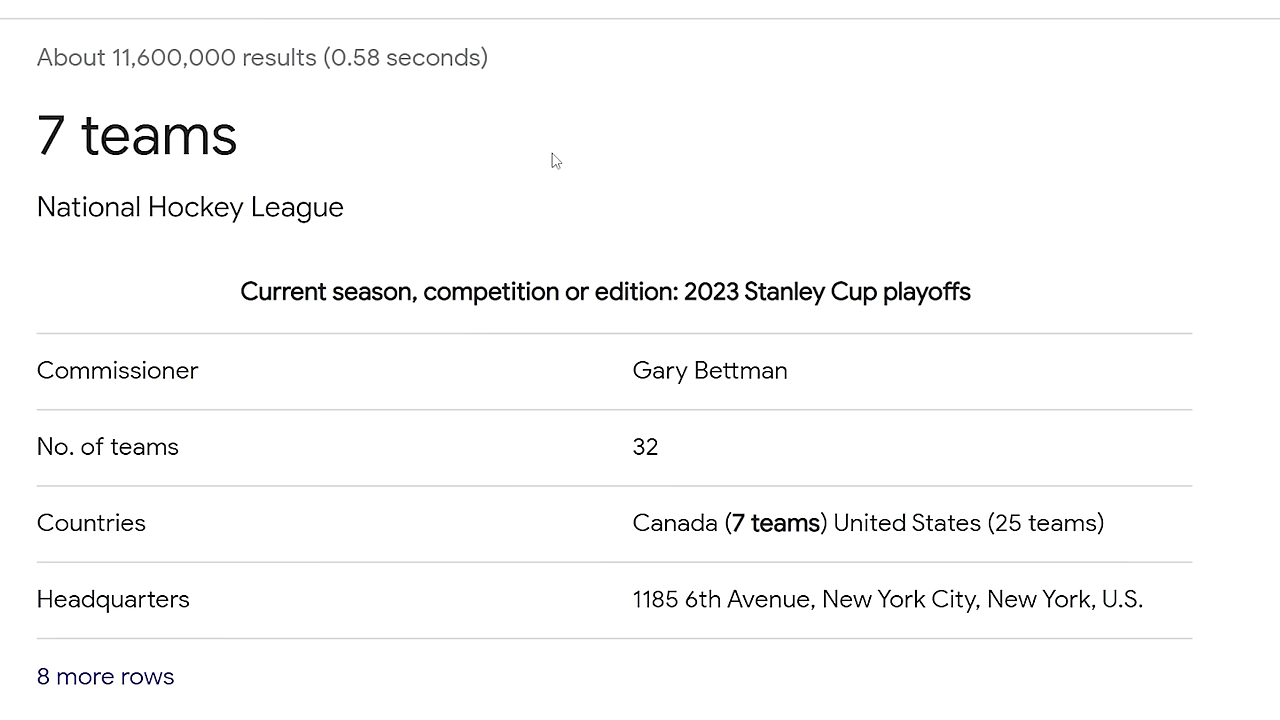 About 11,600,000 results (0.58 seconds)
7 teams
National Hockey League
Current season, competition or edition: 2023 Stanley Cup playoffs
Commissioner Gary Bettman
No. of teams 32
Countries Canada (7 teams) United States (25 teams)
Headquarters 1185 6th Avenue, New York City, New York, U.S.
8 more rows